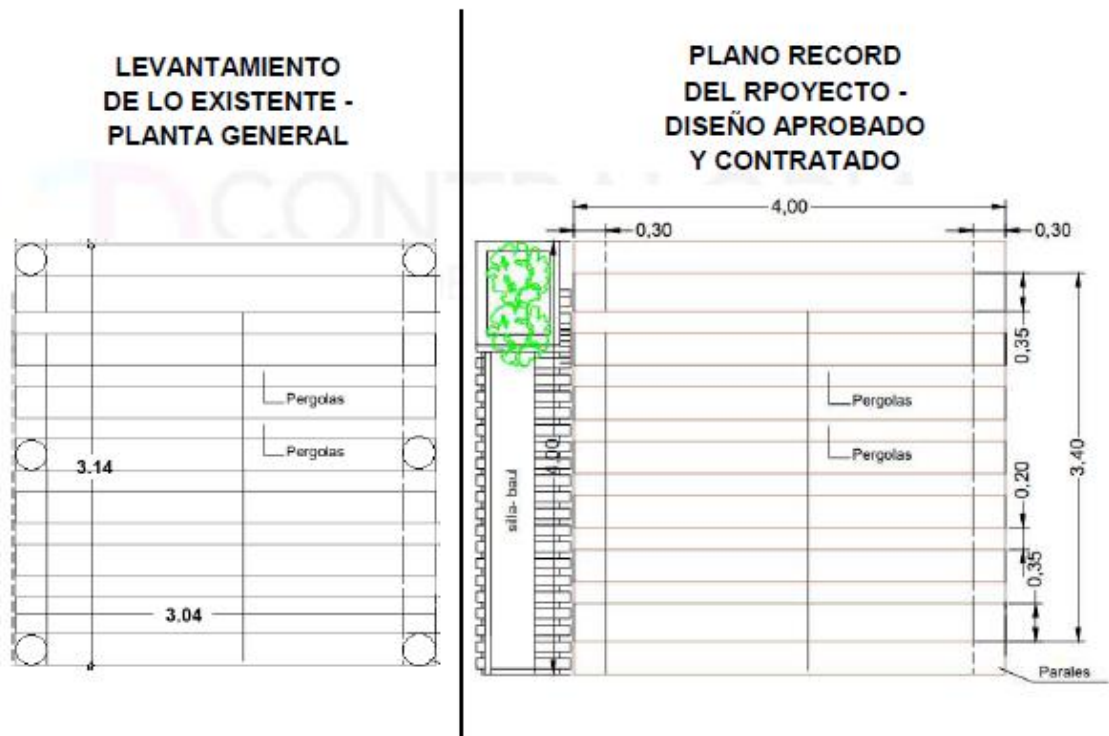 LEVANTAMIENTO
DE LO EXISTENTE -
PLANTA GENERAL
Pergolas
Pergolas
3.14
3.04
PLANO RECORD
DEL RPOYECTO -
DISEÑO APROBADO
Y CONTRATADO
4,00
0,30
0,30
0,35
Pergolas
Pergolas
4,00
3,40
0,20
silla- baul
0,35
Parales